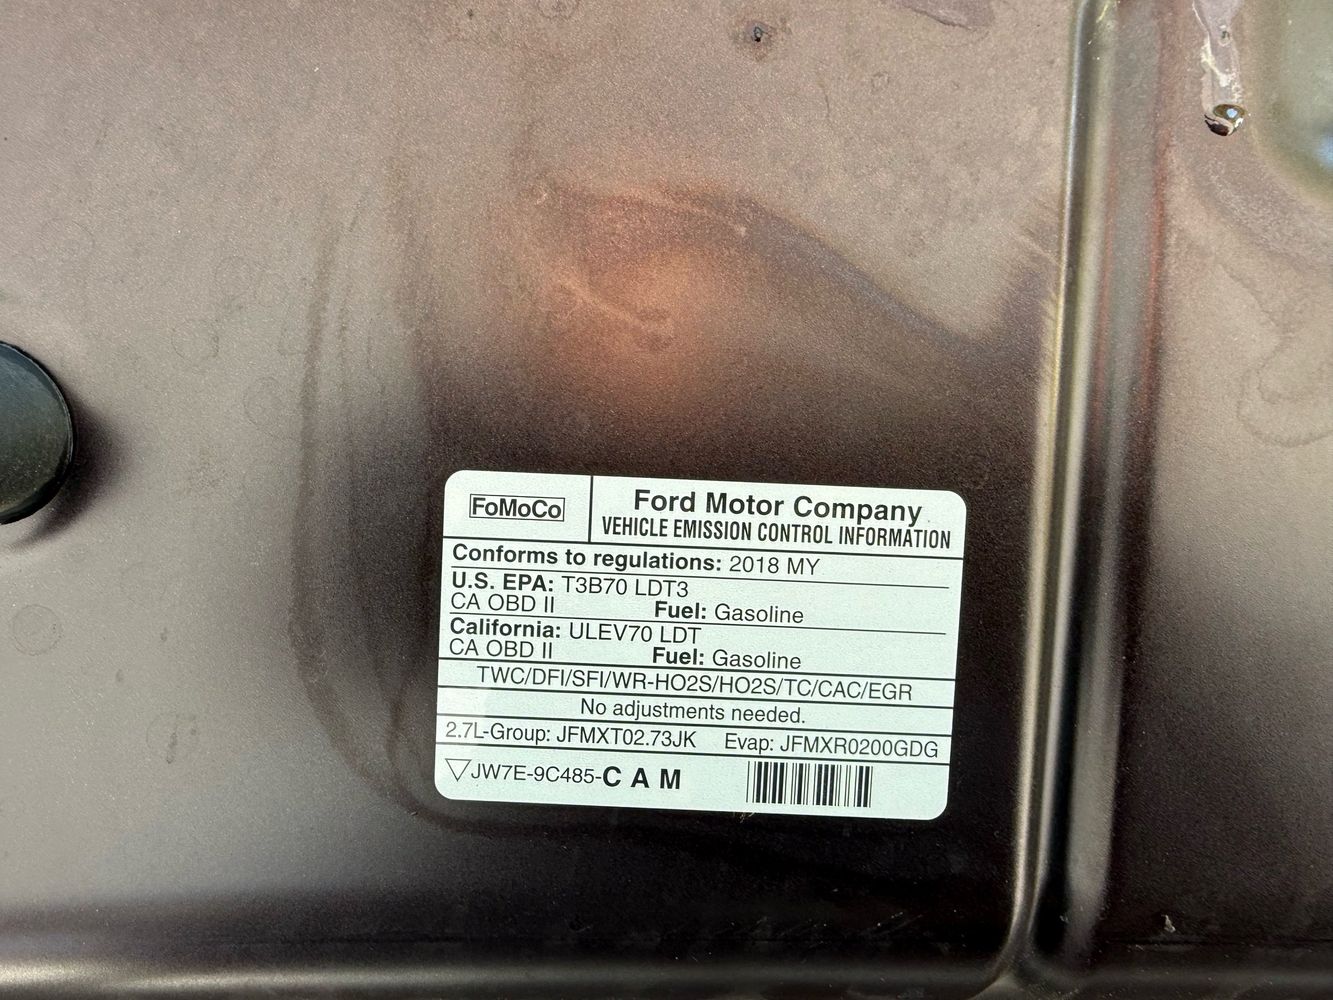 FoMoCo
Ford Motor Company
VEHICLE EMISSION CONTROL INFORMATION
Conforms to regulations: 2018 MY
U.S. EPA: T3B70 LDT3
CA OBD II Fuel: Gasoline
California: ULEV70 LDT
CA OBD II Fuel: Gasoline
TWC/DFI/SFI/WR-HO2S/HO2S/TC/CAC/EGR
No adjustments needed.
2.7L-Group: JFMXT02.73JK Evap: JFMXR0200GDG
JW7E-9C485-C A M